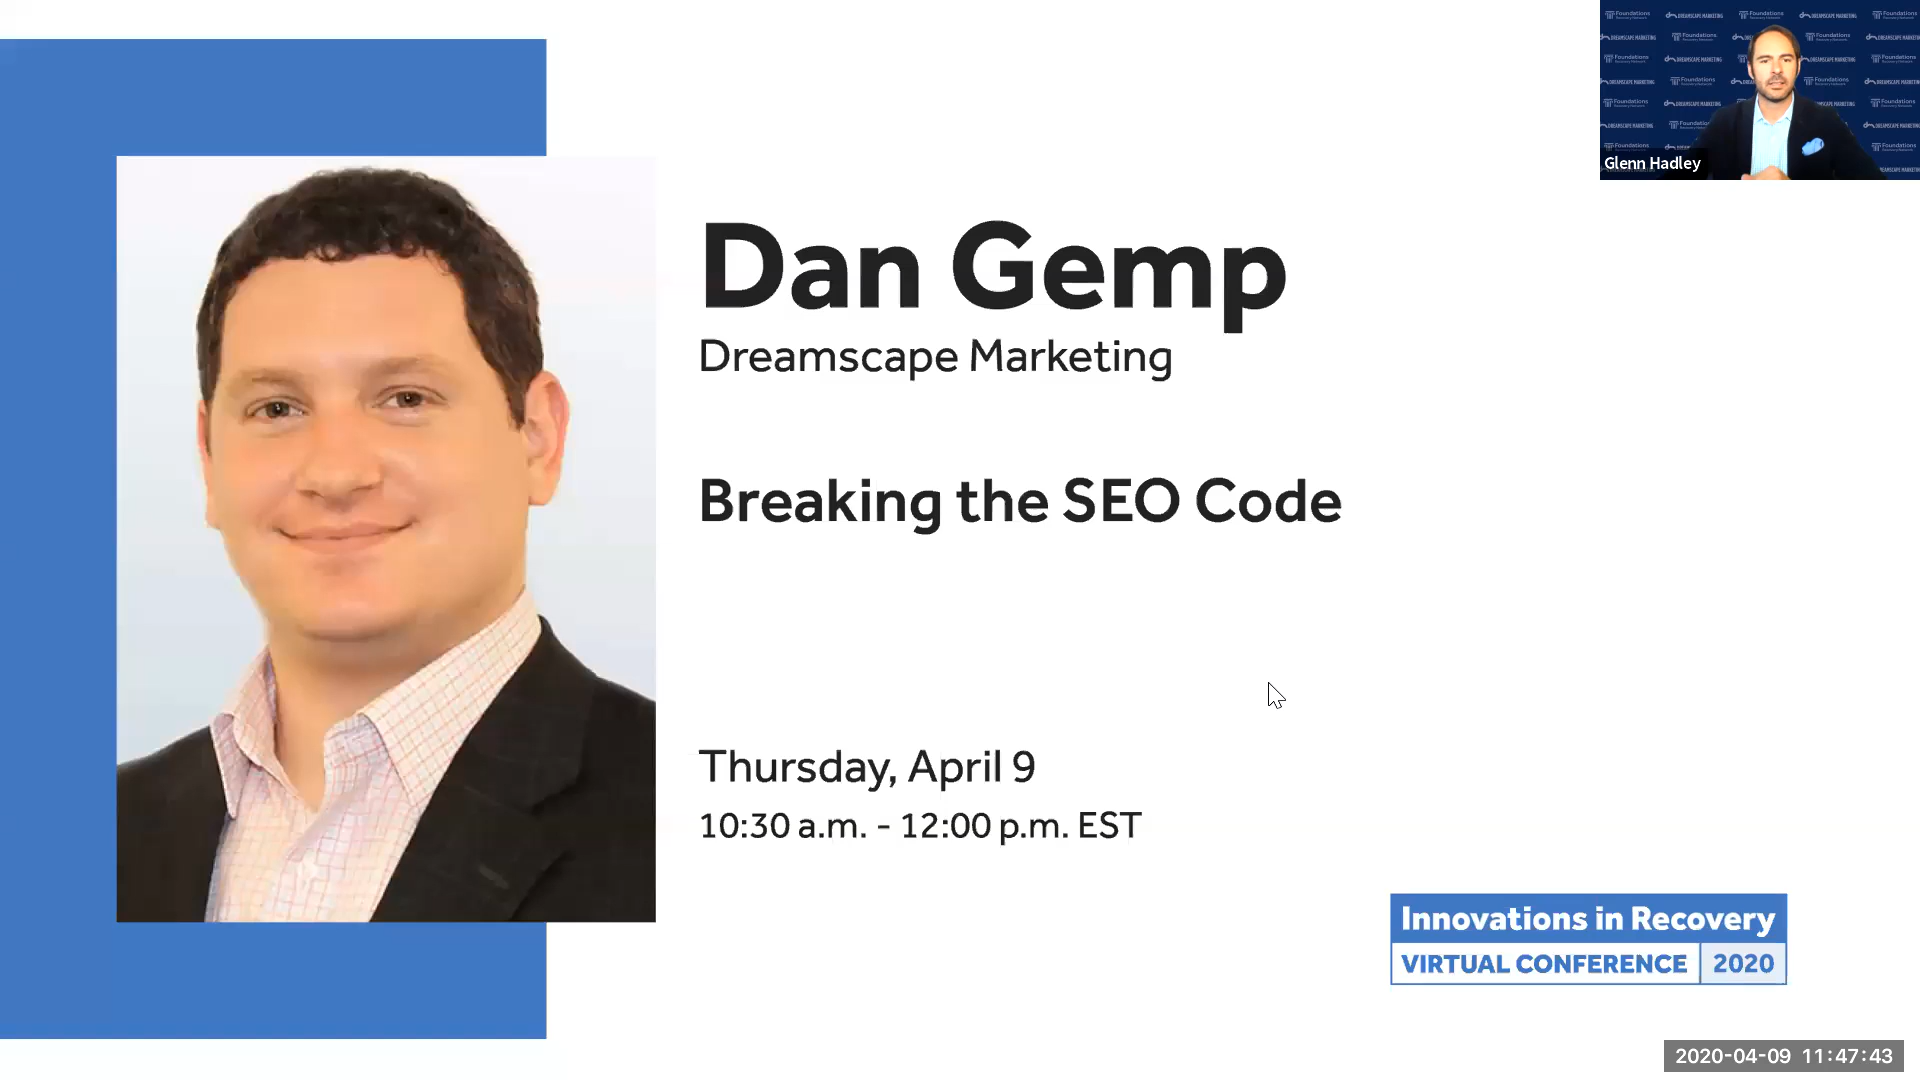 Glenn Hadley
Dan Gemp
Dreamscape Marketing
Breaking the SEO Code
Thursday, April 9
10:30 a.m. - 12:00 p.m. EST
Innovations in Recovery
VIRTUAL CONFERENCE 2020
2020-04-09 11:47:43